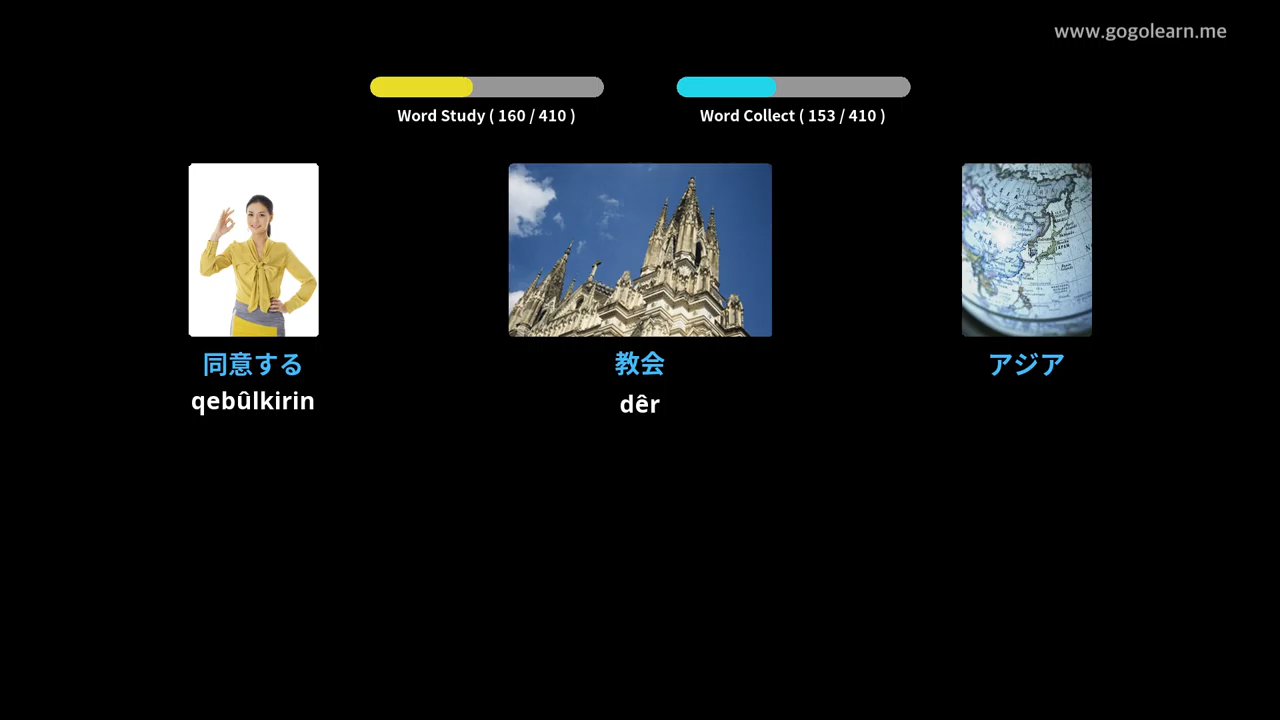 www.gogolearn.me
Word Study ( 160 / 410 )
Word Collect ( 153 / 410 )
同意する
qebûlkirin
教会
dêr
アジア